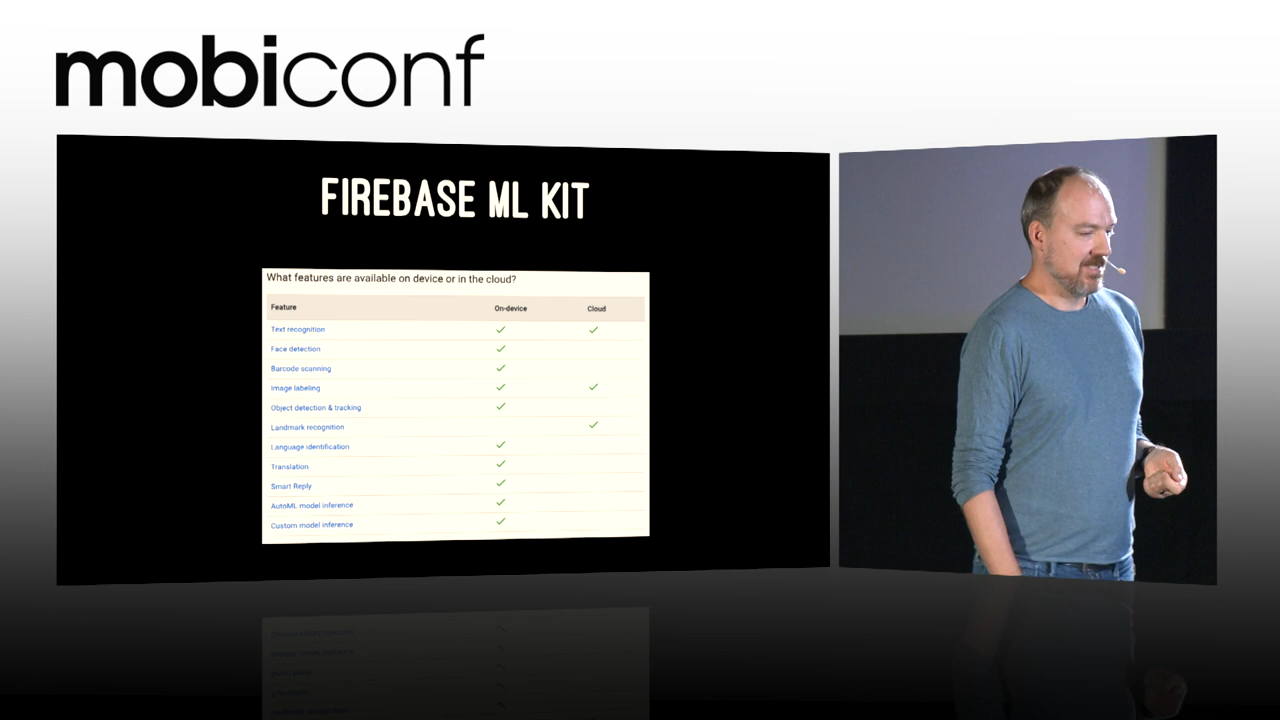 mobiconf
FIREBASE ML KIT
What features are available on device or in the cloud?
Feature On-device Cloud
Text recognition ✓ ✓
Face detection ✓
Barcode scanning ✓
Image labeling ✓ ✓
Object detection & tracking ✓
Landmark recognition ✓
Language identification ✓
Translation ✓
Smart Reply ✓
AutoML model inference ✓
Custom model inference ✓